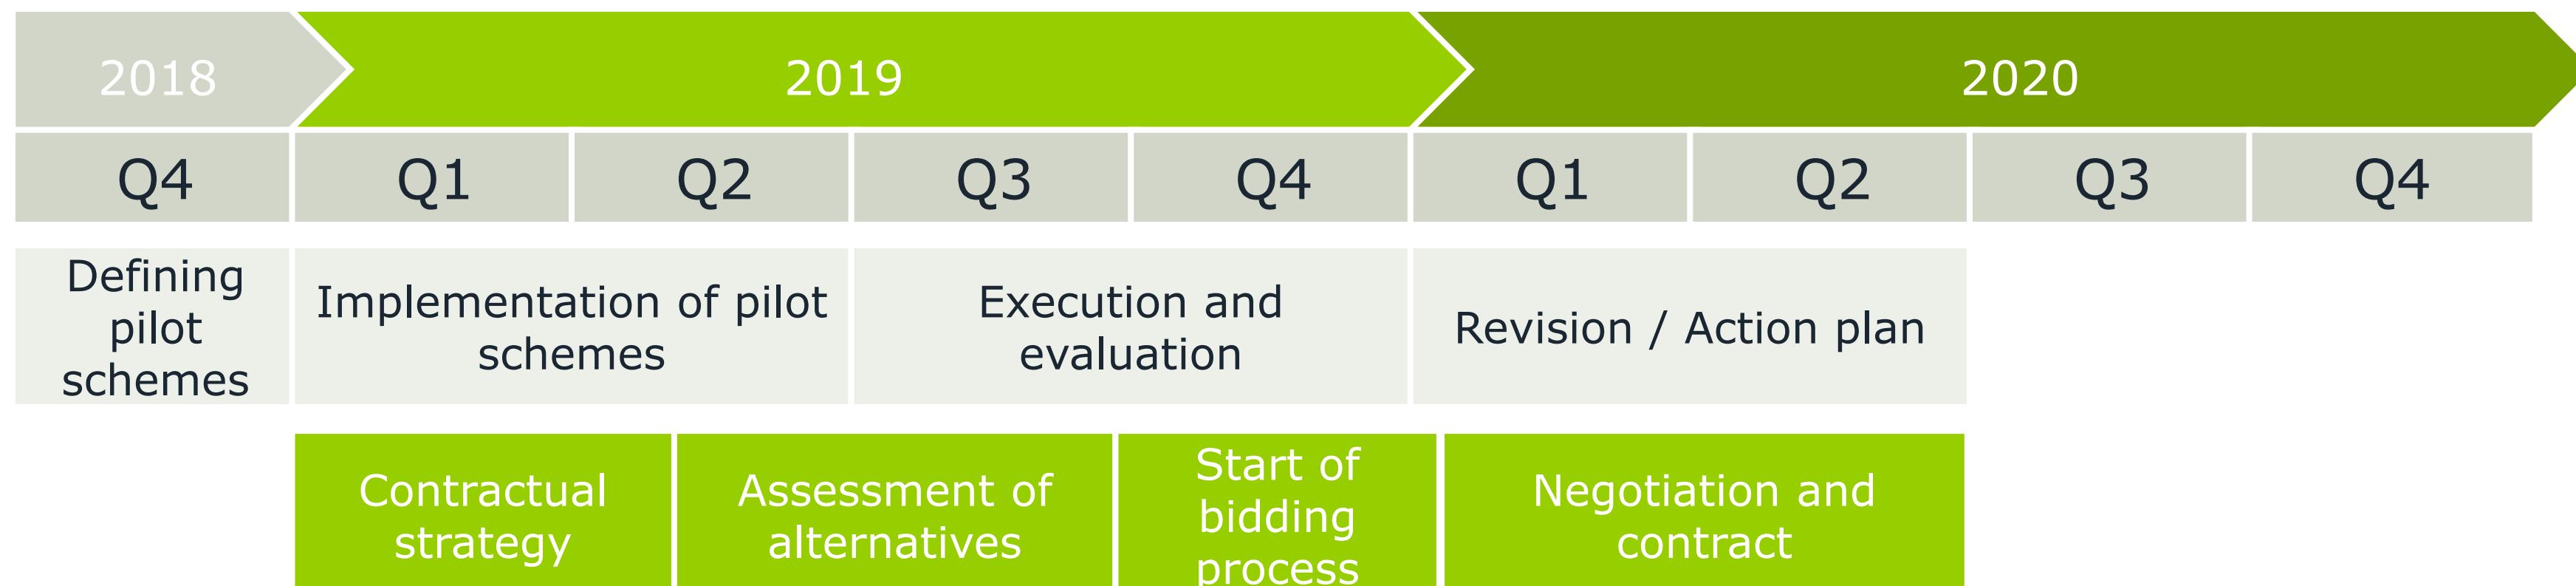 2018
2019
2020
Q4
Q1
Q2
Q3
Q4
Q1
Q2
Q3
Q4
Defining
pilot
schemes
Implementation of pilot
schemes
Execution and
evaluation
Revision / Action plan
Contractual
strategy
Assessment of
alternatives
Start of
bidding
process
Negotiation and
contract